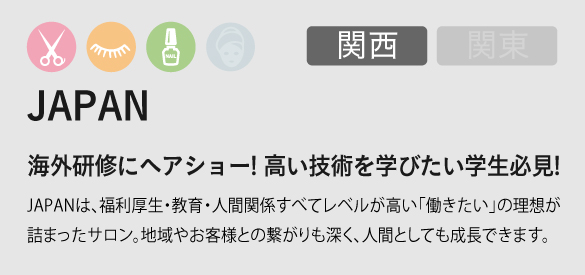 関西 関東
NAIL
JAPAN
海外研修にヘアショー! 高い技術を学びたい学生必見!
JAPANは、福利厚生・教育・人間関係すべてレベルが高い「働きたい」の理想が
詰まったサロン。地域やお客様との繋がりも深く、人間としても成長できます。